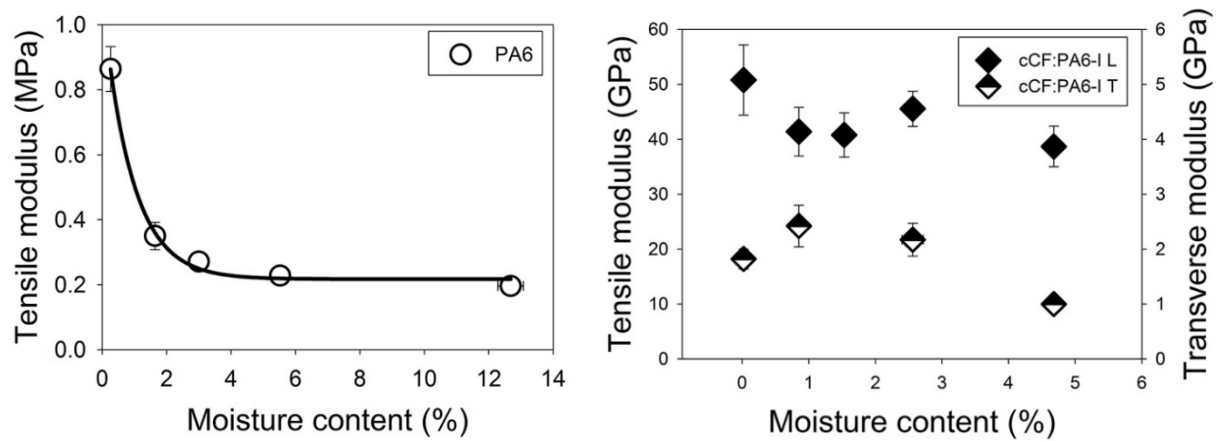 Tensile modulus (MPa)
1.0
0.8
0.6
0.4
0.2
0.0
0 2 4 6 8 10 12 14
Moisture content (%)
PA6
Tensile modulus (GPa)
60
50
40
30
20
10
0
0 1 2 3 4 5 6
Moisture content (%)
cCF:PA6-I L
cCF:PA6-I T
6
5
4
3
2
1
0
Transverse modulus (GPa)